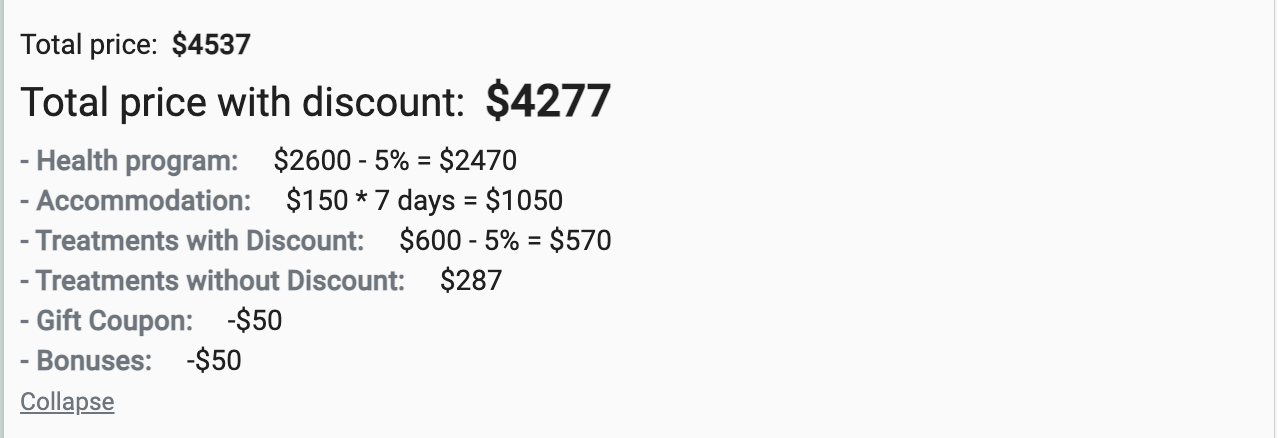 Total price: $4537
Total price with discount: $4277
- Health program: $2600 - 5% = $2470
- Accommodation: $150 * 7 days = $1050
- Treatments with Discount: $600 - 5% = $570
- Treatments without Discount: $287
- Gift Coupon: -$50
- Bonuses: -$50
Collapse